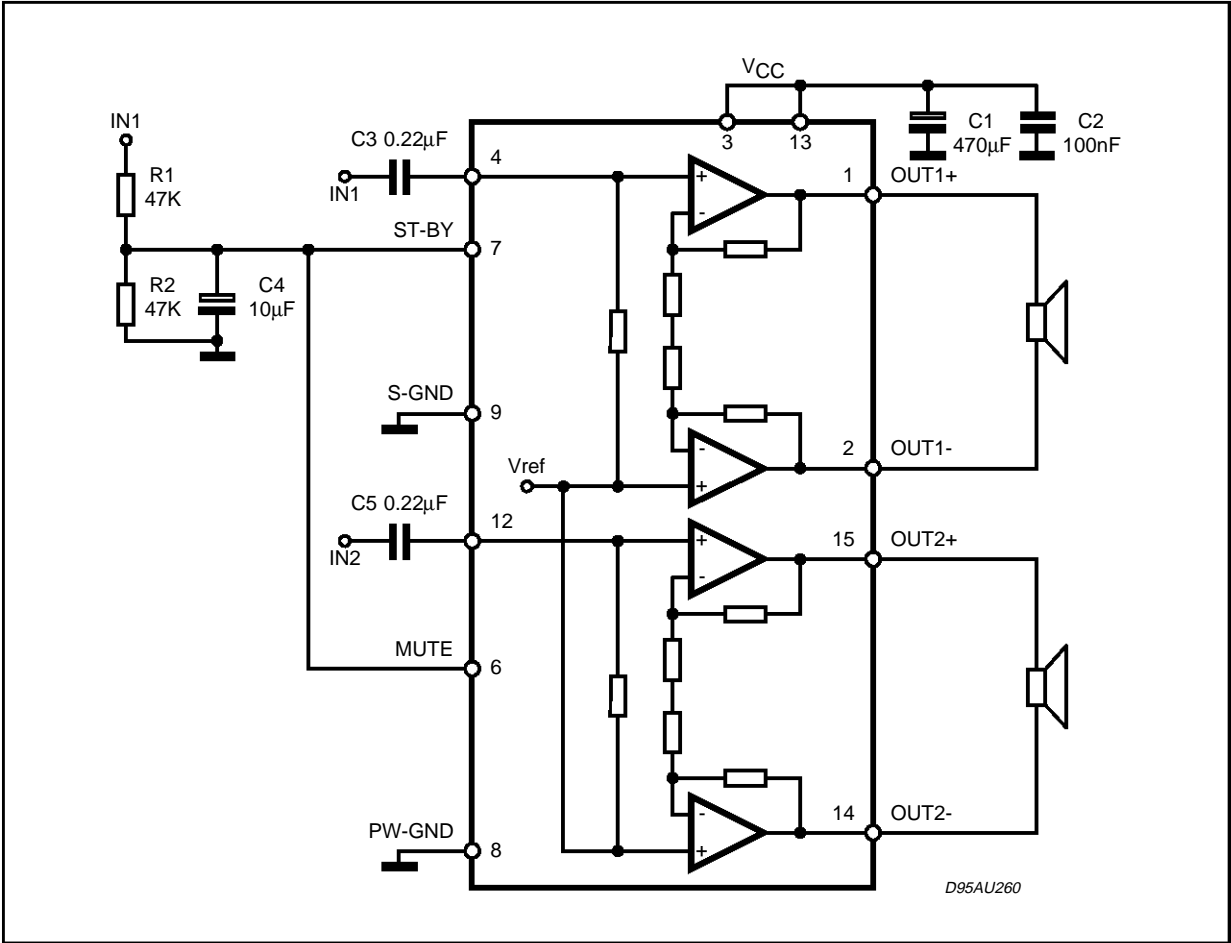 VCC
IN1
R1
47K
C3 0.22µF
IN1
4
3
13
C1
470µF
C2
100nF
+
-
1
OUT1+
ST-BY
7
R2
47K
C4
10µF
S-GND
9
-
+
2
OUT1-
Vref
C5 0.22µF
IN2
12
+
-
15
OUT2+
MUTE
6
-
+
14
OUT2-
PW-GND
8
D95AU260